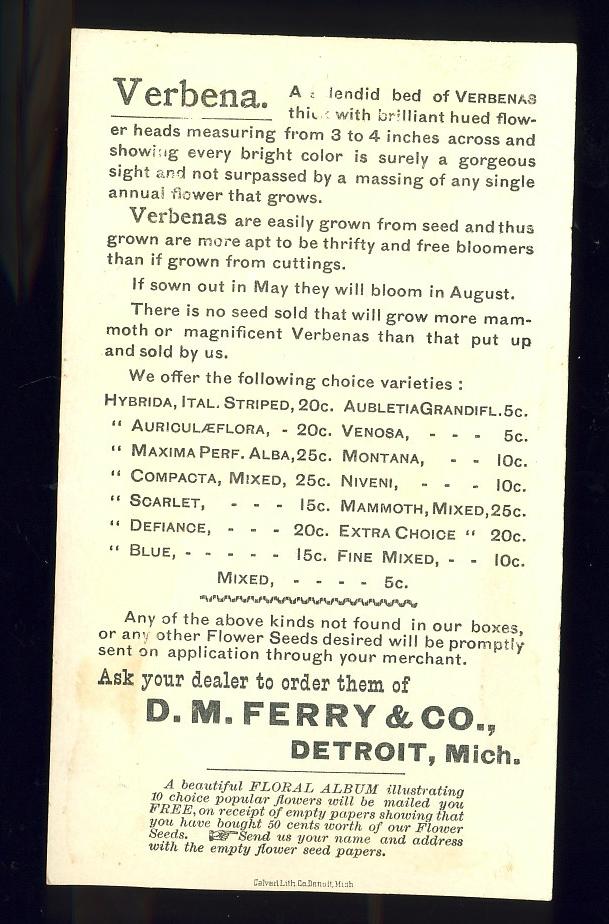 Verbena. A lendid bed of VERBENAS
with brilliant hued flow-
er heads measuring from 3 to 4 inches across and
showing every bright color is surely a gorgeous
sight and not surpassed by a massing of any single
annual flower that grows.
Verbenas are easily grown from seed and thus
grown are more apt to be thrifty and free bloomers
than if grown from cuttings.
If sown out in May they will bloom in August.
There is no seed sold that will grow more mam-
moth or magnificent Verbenas than that put up
and sold by us.
We offer the following choice varieties :
HYBRIDA, ITAL. STRIPED, 20c. AUBLETIA GRANDIFL. 5c.
" AURICULÆFLORA, - 20c. VENOSA, - - - 5c.
" MAXIMA PERF. ALBA, 25c. MONTANA, - - 10c.
" COMPACTA, MIXED, 25c. NIVENI, - - - 10c.
" SCARLET, - - - 15c. MAMMOTH, MIXED, 25c.
" DEFIANCE, - - - 20c. EXTRA CHOICE " 20c.
" BLUE, - - - - - 15c. FINE MIXED, - - 10c.
MIXED, - - - - 5c.
Any of the above kinds not found in our boxes,
or any other Flower Seeds desired will be promptly
sent on application through your merchant.
Ask your dealer to order them of
D. M. FERRY & CO.,
DETROIT, Mich.
A beautiful FLORAL ALBUM illustrating
10 choice popular flowers will be mailed you
FREE, on receipt of empty papers showing that
you have bought 50 cents worth of our Flower
Seeds. ☞Send us your name and address
with the empty flower seed papers.
Calvert Lith. Co. Detroit, Mich